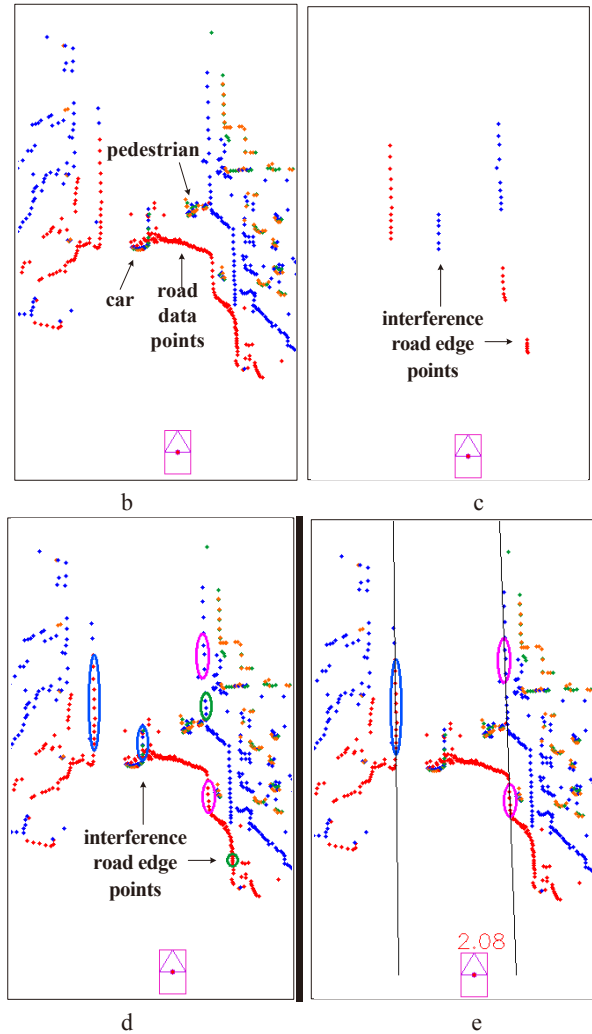 pedestrian
car
road
data
points
interference
road edge
points
b
c
interference
road edge
points
2.08
d
e